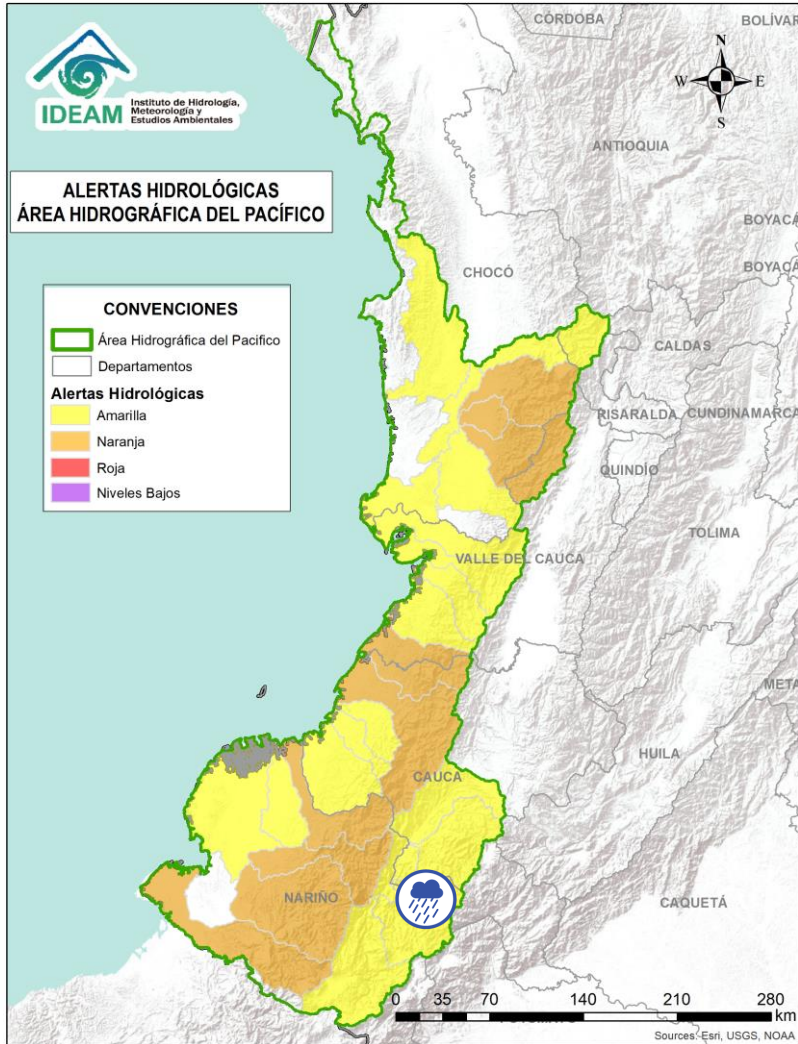 CÓRDOBA
BOLÍVAR
IDEAM
Instituto de Hidrología,
Meteorología y
Estudios Ambientales
N
W
E
S
ANTIOQUIA
ALERTAS HIDROLÓGICAS
ÁREA HIDROGRÁFICA DEL PACÍFICO
BOYACÁ
CHOCÓ
BOYACÁ
CONVENCIONES
Área Hidrográfica del Pacifico
Departamentos
Alertas Hidrológicas
Amarilla
Naranja
Roja
Niveles Bajos
CALDAS
RISARALDA
CUNDINAMARCA
QUINDÍO
TOLIMA
VALLE DEL CAUCA
META
HUILA
CAUCA
NARIÑO
CAQUETÁ
0 35 70 140 210 280
km
Sources: Esri, USGS, NOAA